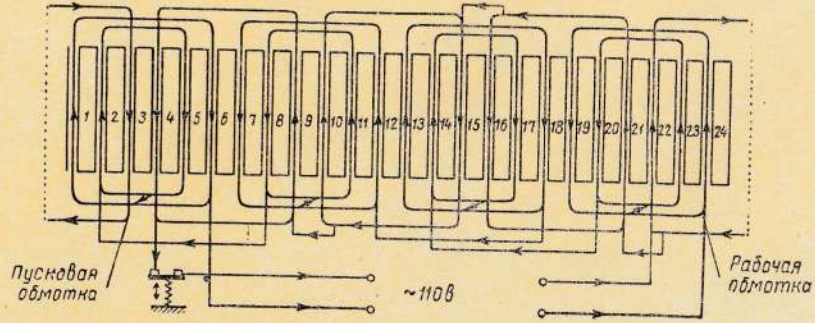 1 2 3 4 5 6 7 8 9 10 11 12 13 14 15 16 17 18 19 20 21 22 23 24
Пусковая
обмотка
~110в
Рабочая
обмотка